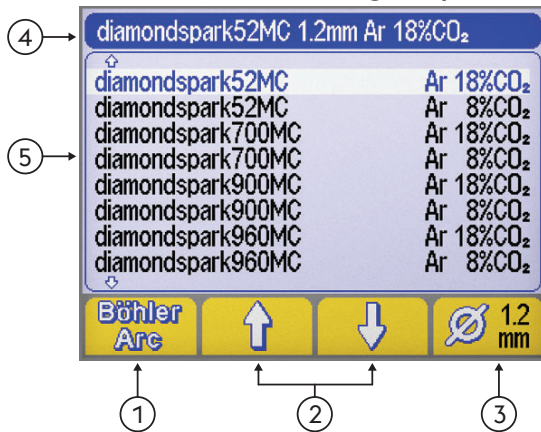 diamondspark52MC 1.2mm Ar 18%CO₂
diamondspark52MC Ar 18%CO₂
diamondspark52MC Ar 8%CO₂
diamondspark700MC Ar 18%CO₂
diamondspark700MC Ar 8%CO₂
diamondspark900MC Ar 18%CO₂
diamondspark900MC Ar 8%CO₂
diamondspark960MC Ar 18%CO₂
diamondspark960MC Ar 8%CO₂
Böhler
Arc
1.2
mm
4
5
1
2
3